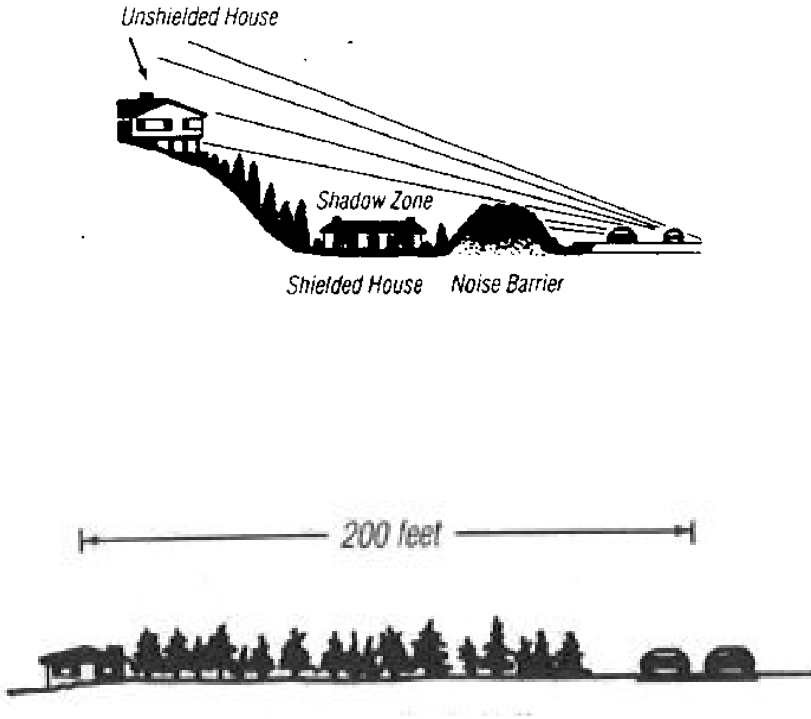 Unshielded House
Shadow Zone
Shielded House
Noise Barrier
200 feet